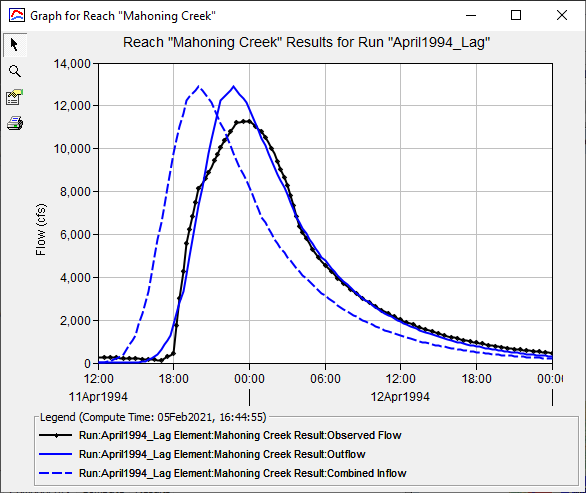 Graph for Reach "Mahoning Creek"
Reach "Mahoning Creek" Results for Run "April1994_Lag"
14,000
12,000
10,000
8,000
6,000
4,000
2,000
0
Flow (cfs)
12:00 18:00 00:00 06:00 12:00 18:00 00:00
11Apr1994 12Apr1994
Legend (Compute Time: 05Feb2021, 16:44:55)
Run:April1994_Lag Element:Mahoning Creek Result:Observed Flow
Run:April1994_Lag Element:Mahoning Creek Result:Outflow
Run:April1994_Lag Element:Mahoning Creek Result:Combined Inflow